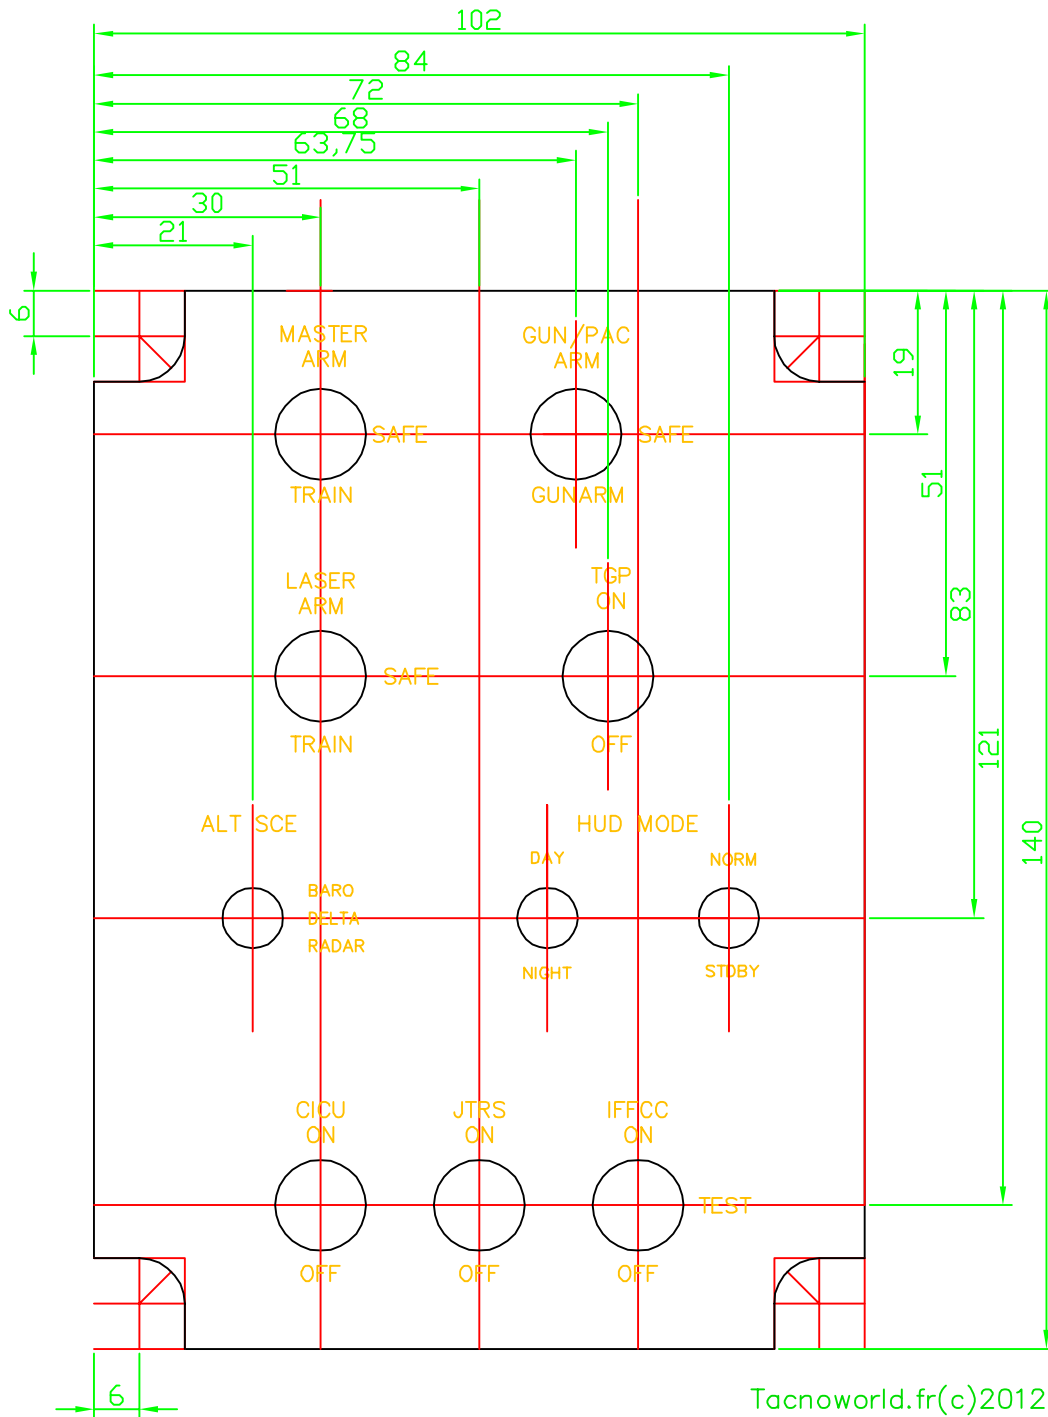 102
84
72
68
63,75
51
30
21
6
MASTER
ARM
GUN/PAC
ARM
19
SAFE
SAFE
TRAIN
GUNARM
51
LASER
ARM
TGP
ON
83
SAFE
TRAIN
OFF
121
ALT SCE
HUD MODE
140
DAY
NORM
BARO
DELTA
RADAR
NIGHT
STDBY
CICU
ON
JTRS
ON
IFFCC
ON
TEST
OFF
OFF
OFF
6
Tacnoworld.fr(c)2012